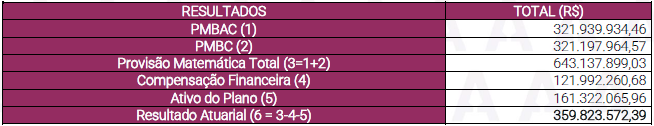 RESULTADOS TOTAL (R$)
PMBAC (1) 321.939.934,46
PMBC (2) 321.197.964,57
Provisão Matemática Total (3=1+2) 643.137.899,03
Compensação Financeira (4) 121.992.260,68
Ativo do Plano (5) 161.322.065,96
Resultado Atuarial (6 = 3-4-5) 359.823.572,39